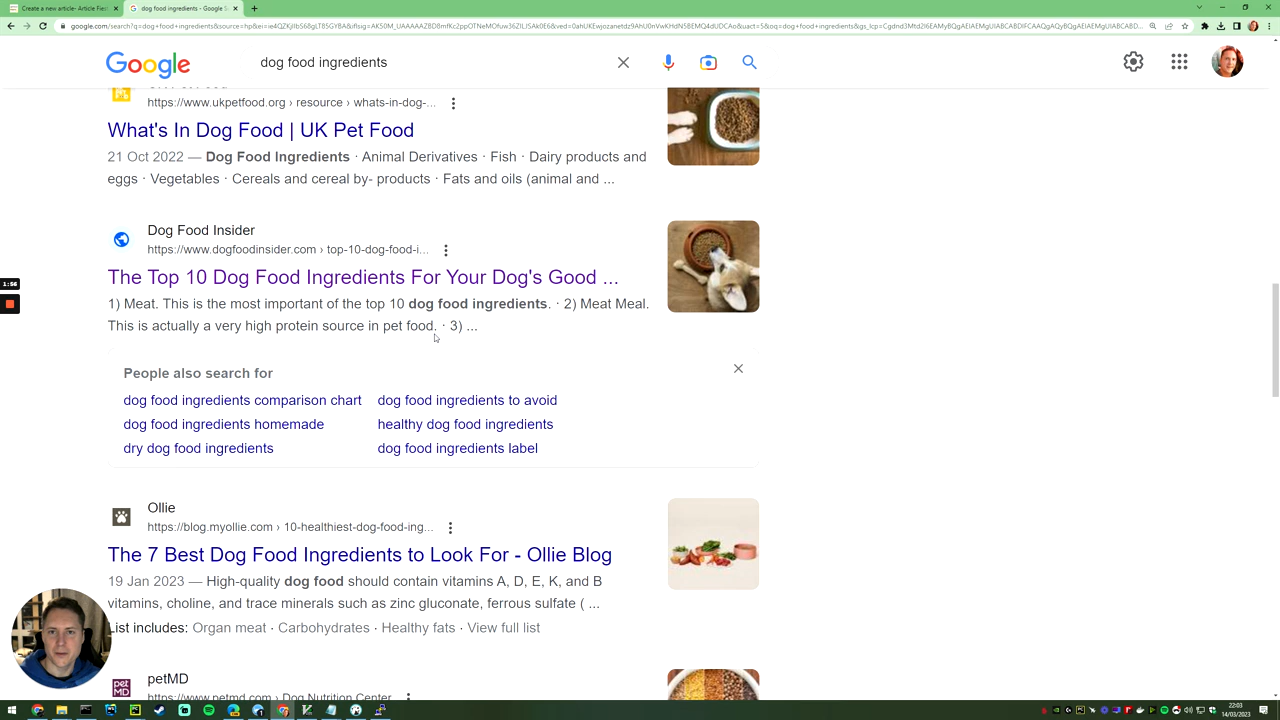 Create a new article- Article Fie
dog food ingredients - Google S
Google
dog food ingredients
https://www.ukpetfood.org › resource › whats-in-dog-...
What's In Dog Food | UK Pet Food
21 Oct 2022 — Dog Food Ingredients · Animal Derivatives · Fish · Dairy products and
eggs · Vegetables · Cereals and cereal by- products · Fats and oils (animal and ...
Dog Food Insider
https://www.dogfoodinsider.com › top-10-dog-food-i...
The Top 10 Dog Food Ingredients For Your Dog's Good ...
1) Meat. This is the most important of the top 10 dog food ingredients. · 2) Meat Meal.
This is actually a very high protein source in pet food. · 3) ...
1:56
People also search for
dog food ingredients comparison chart
dog food ingredients to avoid
dog food ingredients homemade
healthy dog food ingredients
dry dog food ingredients
dog food ingredients label
Ollie
https://blog.myollie.com › 10-healthiest-dog-food-ing...
The 7 Best Dog Food Ingredients to Look For - Ollie Blog
19 Jan 2023 — High-quality dog food should contain vitamins A, D, E, K, and B
vitamins, choline, and trace minerals such as zinc gluconate, ferrous sulfate ( ...
List includes: Organ meat · Carbohydrates · Healthy fats · View full list
pet
MD
petMD
https://www.petmd.com › Dog Nutrition Center
22:03
14/03/2023